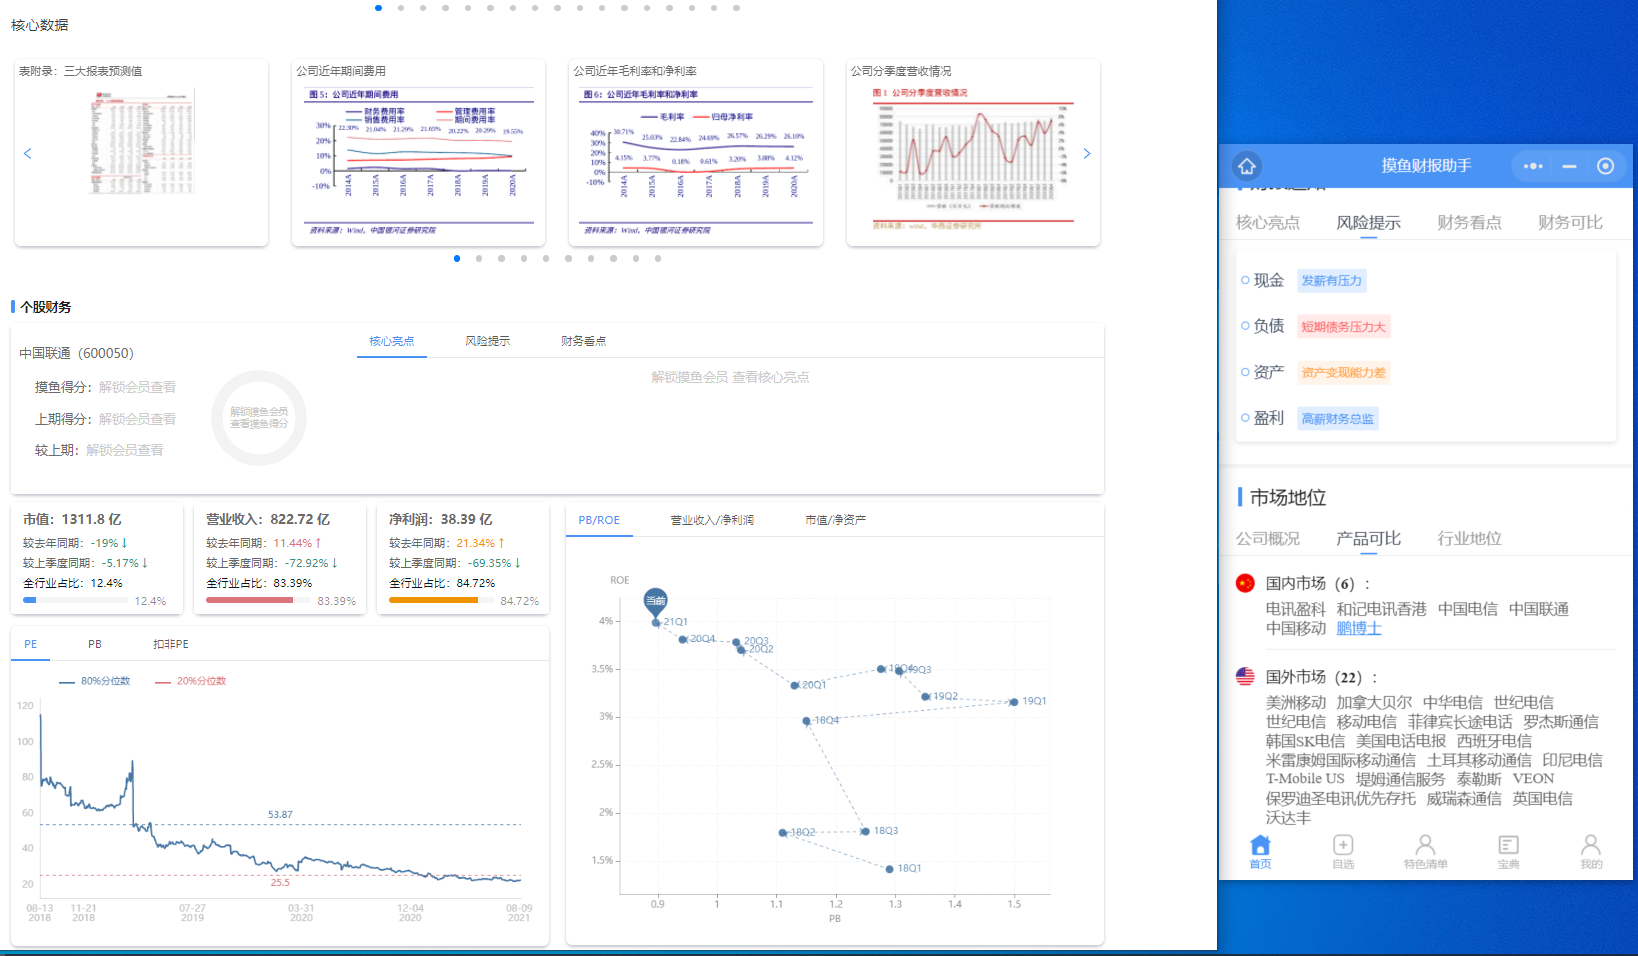 核心数据
表附录：三大报表预测值
公司近年期间费用
图 5：公司近年期间费用
财务费用率 管理费用率
销售费用率 期间费用率
30% 22.30% 21.04% 21.29% 21.65% 20.22% 20.29% 19.55%
20%
10%
0%
-10%
2014A 2015A 2016A 2017A 2018A 2019A 2020A
资料来源：Wind，中国银河证券研究院
公司近年毛利率和净利率
图 6：公司近年毛利率和净利率
毛利率 归母净利率
40% 30.71% 25.03% 22.84% 24.69% 26.57% 26.29% 26.10%
30%
20%
10% 4.15% 3.77% 0.18% 0.61% 3.20% 3.88% 4.12%
0%
-10%
2014A 2015A 2016A 2017A 2018A 2019A 2020A
资料来源：Wind，中国银河证券研究院
公司分季度营收情况
图 1 公司分季度营收情况
资料来源：wind，华西证券研究所
个股财务
中国联通（600050）
摸鱼得分：解锁会员查看
上期得分：解锁会员查看
较上期：解锁会员查看
解锁摸鱼会员
查看摸鱼得分
核心亮点 风险提示 财务看点
解锁摸鱼会员 查看核心亮点
市值：1311.8 亿
较去年同期：-19%↓
较上季度同期：-5.17%↓
全行业占比：12.4%
12.4%
营业收入：822.72 亿
较去年同期：11.44%↑
较上季度同期：-72.92%↓
全行业占比：83.39%
83.39%
净利润：38.39 亿
较去年同期：21.34%↑
较上季度同期：-69.35%↓
全行业占比：84.72%
84.72%
PE PB 扣非PE
80%分位数 20%分位数
120
100
80
60
40
20
53.87
25.5
08-13 11-21 07-27 03-31 12-04 08-09
2018 2018 2019 2020 2020 2021
PB/ROE 营业收入/净利润 市值/净资产
ROE
当前
4%
3.5%
3%
2.5%
2%
1.5%
21Q1
20Q4
20Q3
20Q2
20Q1
19Q4
19Q3
19Q2
19Q1
18Q4
18Q3
18Q2
18Q1
0.9 1 1.1 1.2 1.3 1.4 1.5
PB
摸鱼财报助手
核心亮点 风险提示 财务看点 财务可比
现金 发薪有压力
负债 短期债务压力大
资产 资产变现能力差
盈利 高薪财务总监
市场地位
公司概况 产品可比 行业地位
国内市场（6）：
电讯盈科 和记电讯香港 中国电信 中国联通
中国移动 鹏博士
国外市场（22）：
美洲移动 加拿大贝尔 中华电信 世纪电信
世纪电信 移动电信 菲律宾长途电话 罗杰斯通信
韩国SK电信 美国电话电报 西班牙电信
米雷康姆国际移动通信 土耳其移动通信 印尼电信
T-Mobile US 堤姆通信服务 泰勒斯 VEON
保罗迪圣电讯优先存托 威瑞森通信 英国电信
沃达丰
首页 自选 特色清单 宝典 我的